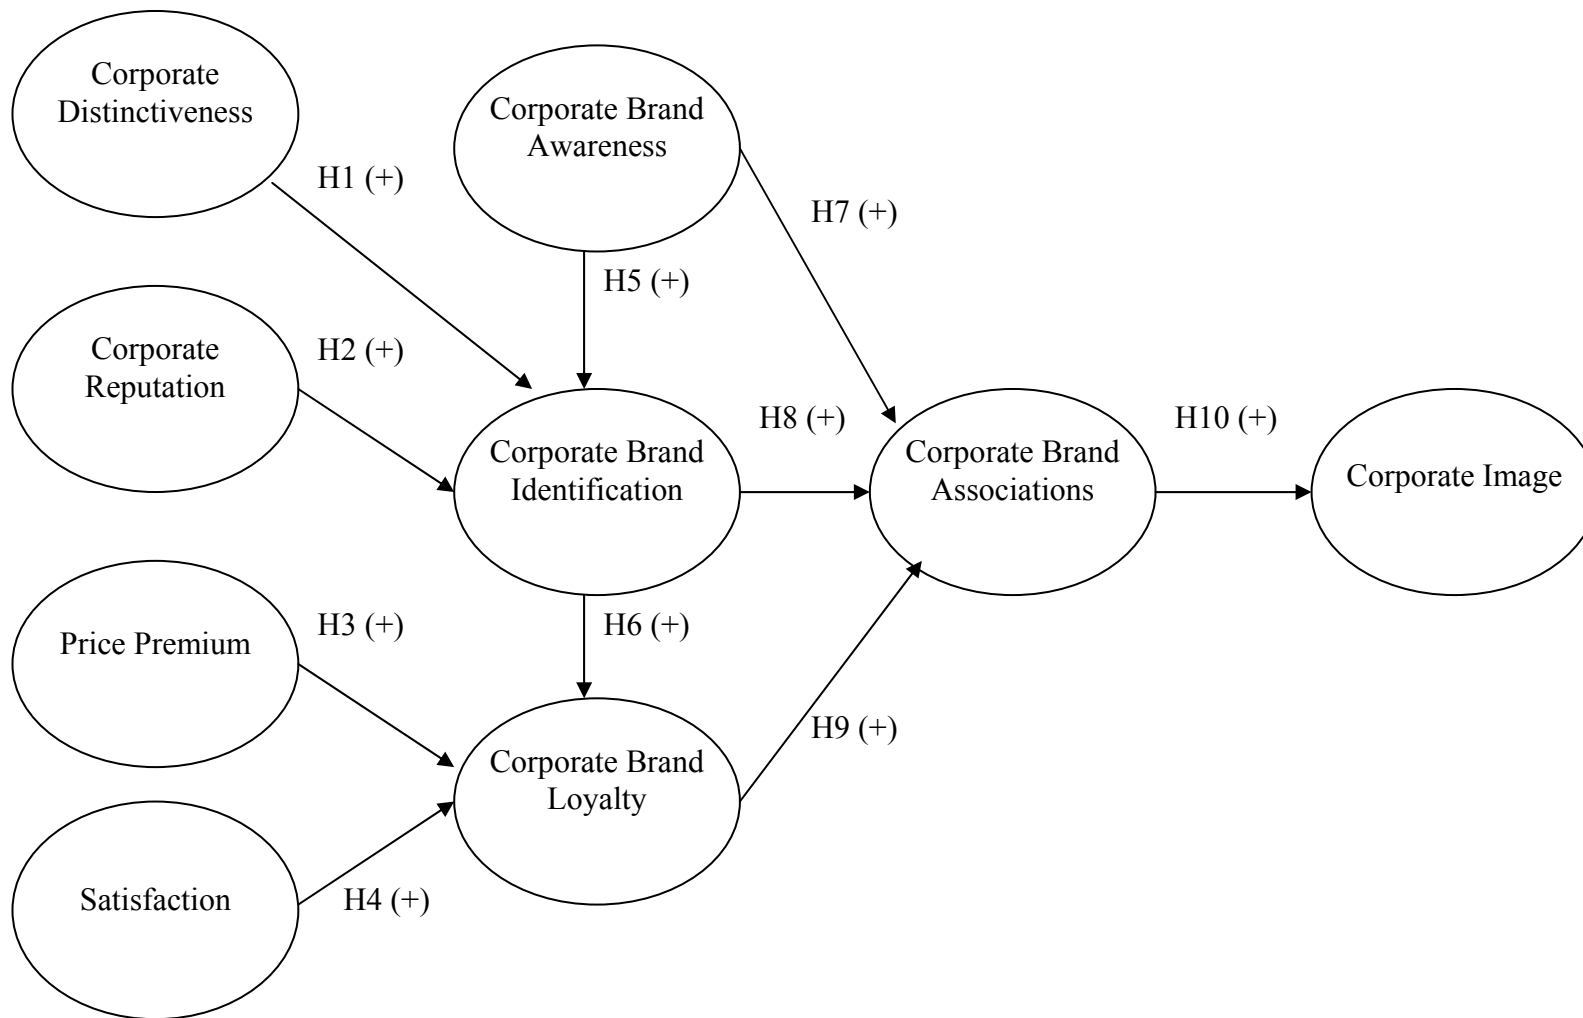 Corporate
Distinctiveness
Corporate Brand
Awareness
H1 (+)
H7 (+)
H5 (+)
Corporate
Reputation
H2 (+)
Corporate Brand
Identification
H8 (+)
Corporate Brand
Associations
H10 (+)
Corporate Image
Price Premium
H3 (+)
H6 (+)
Corporate Brand
Loyalty
H9 (+)
Satisfaction
H4 (+)